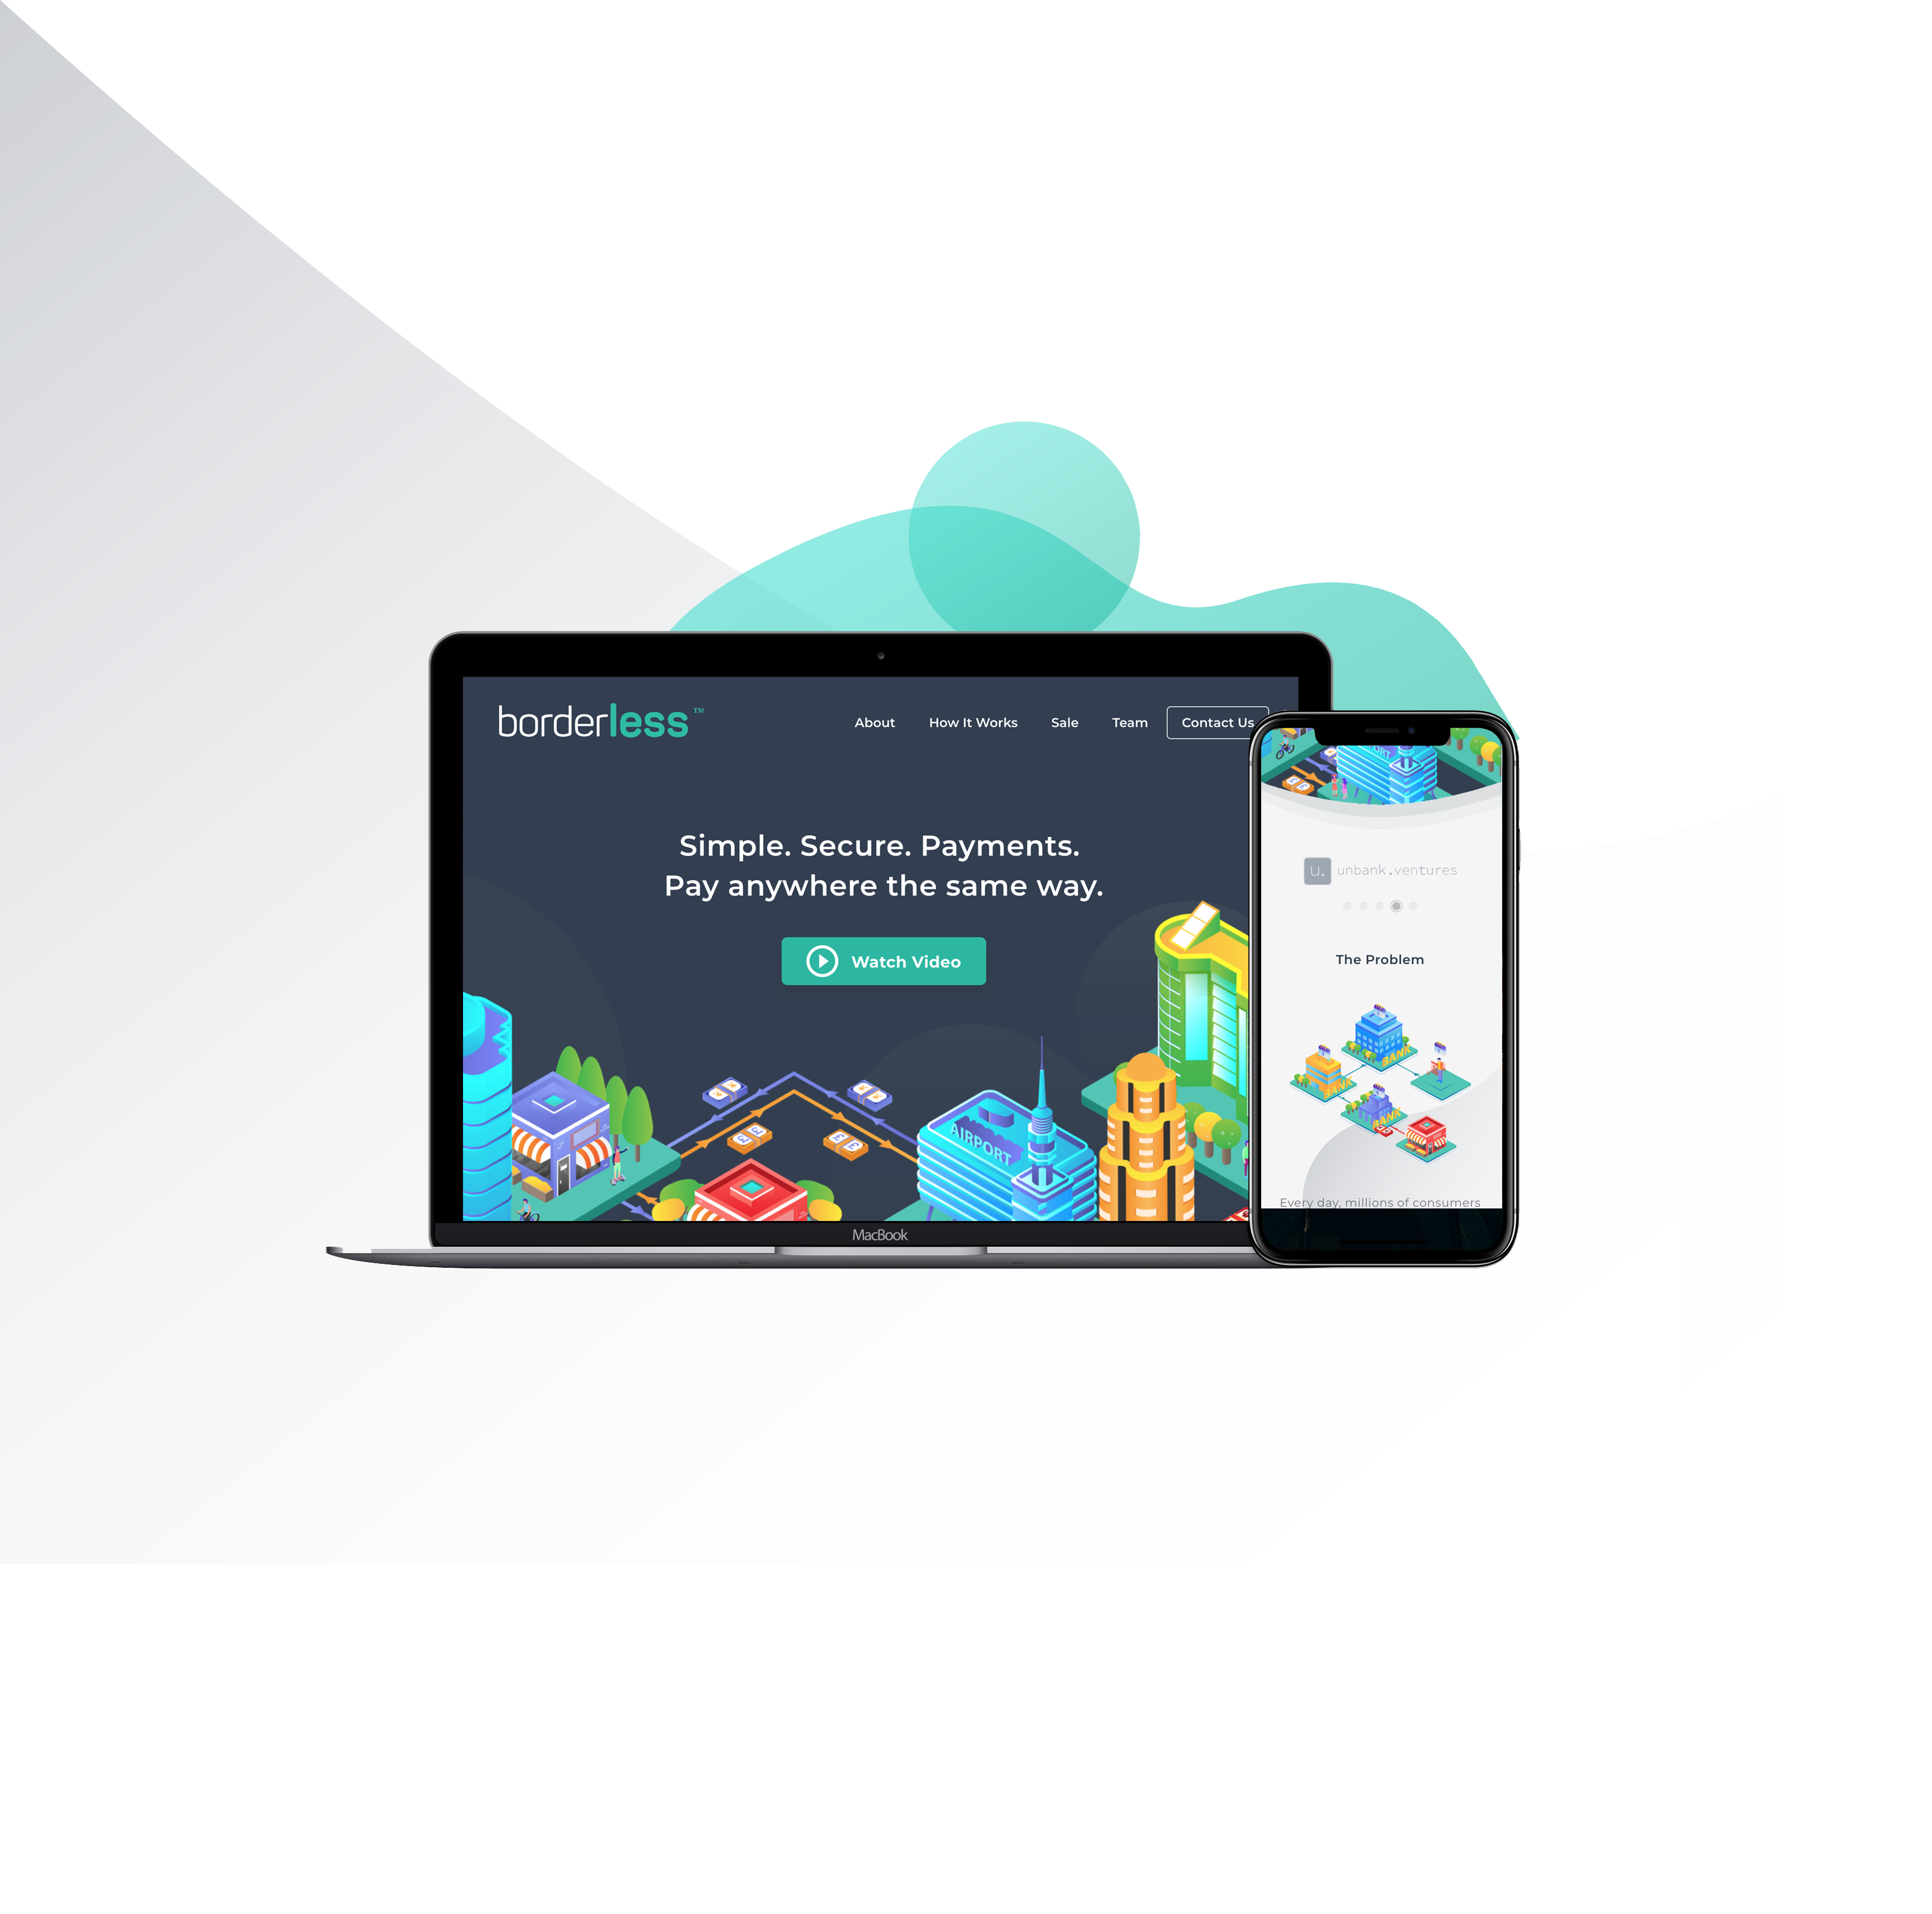 borderless™
About How It Works Sale Team Contact Us
Simple. Secure. Payments.
Pay anywhere the same way.
Watch Video
AIRPORT
MacBook
u. unbank.ventures
The Problem
BANK
BANK
BANK
Every day, millions of consumers